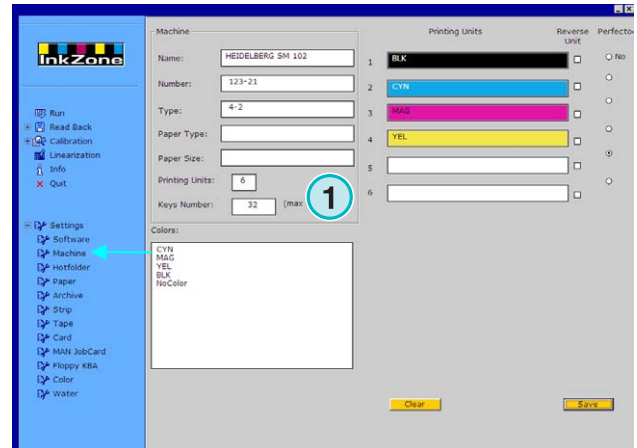 InkZone
Run
Read Back
Calibration
Linearization
Info
Quit
Settings
Software
Machine
Hotfolder
Paper
Archive
Strip
Tape
Card
MAN JobCard
Floppy KBA
Color
Water
Machine
Name: HEIDELBERG SM 102
Number: 123-21
Type: 4-2
Paper Type:
Paper Size:
Printing Units: 6
Keys Number: 32 (max
1
Colors:
CYN
MAG
YEL
BLK
NoColor
Printing Units Reverse Unit Perfecto
1 BLK No
2 CYN
3 MAG
4 YEL
5
6
Clear Save